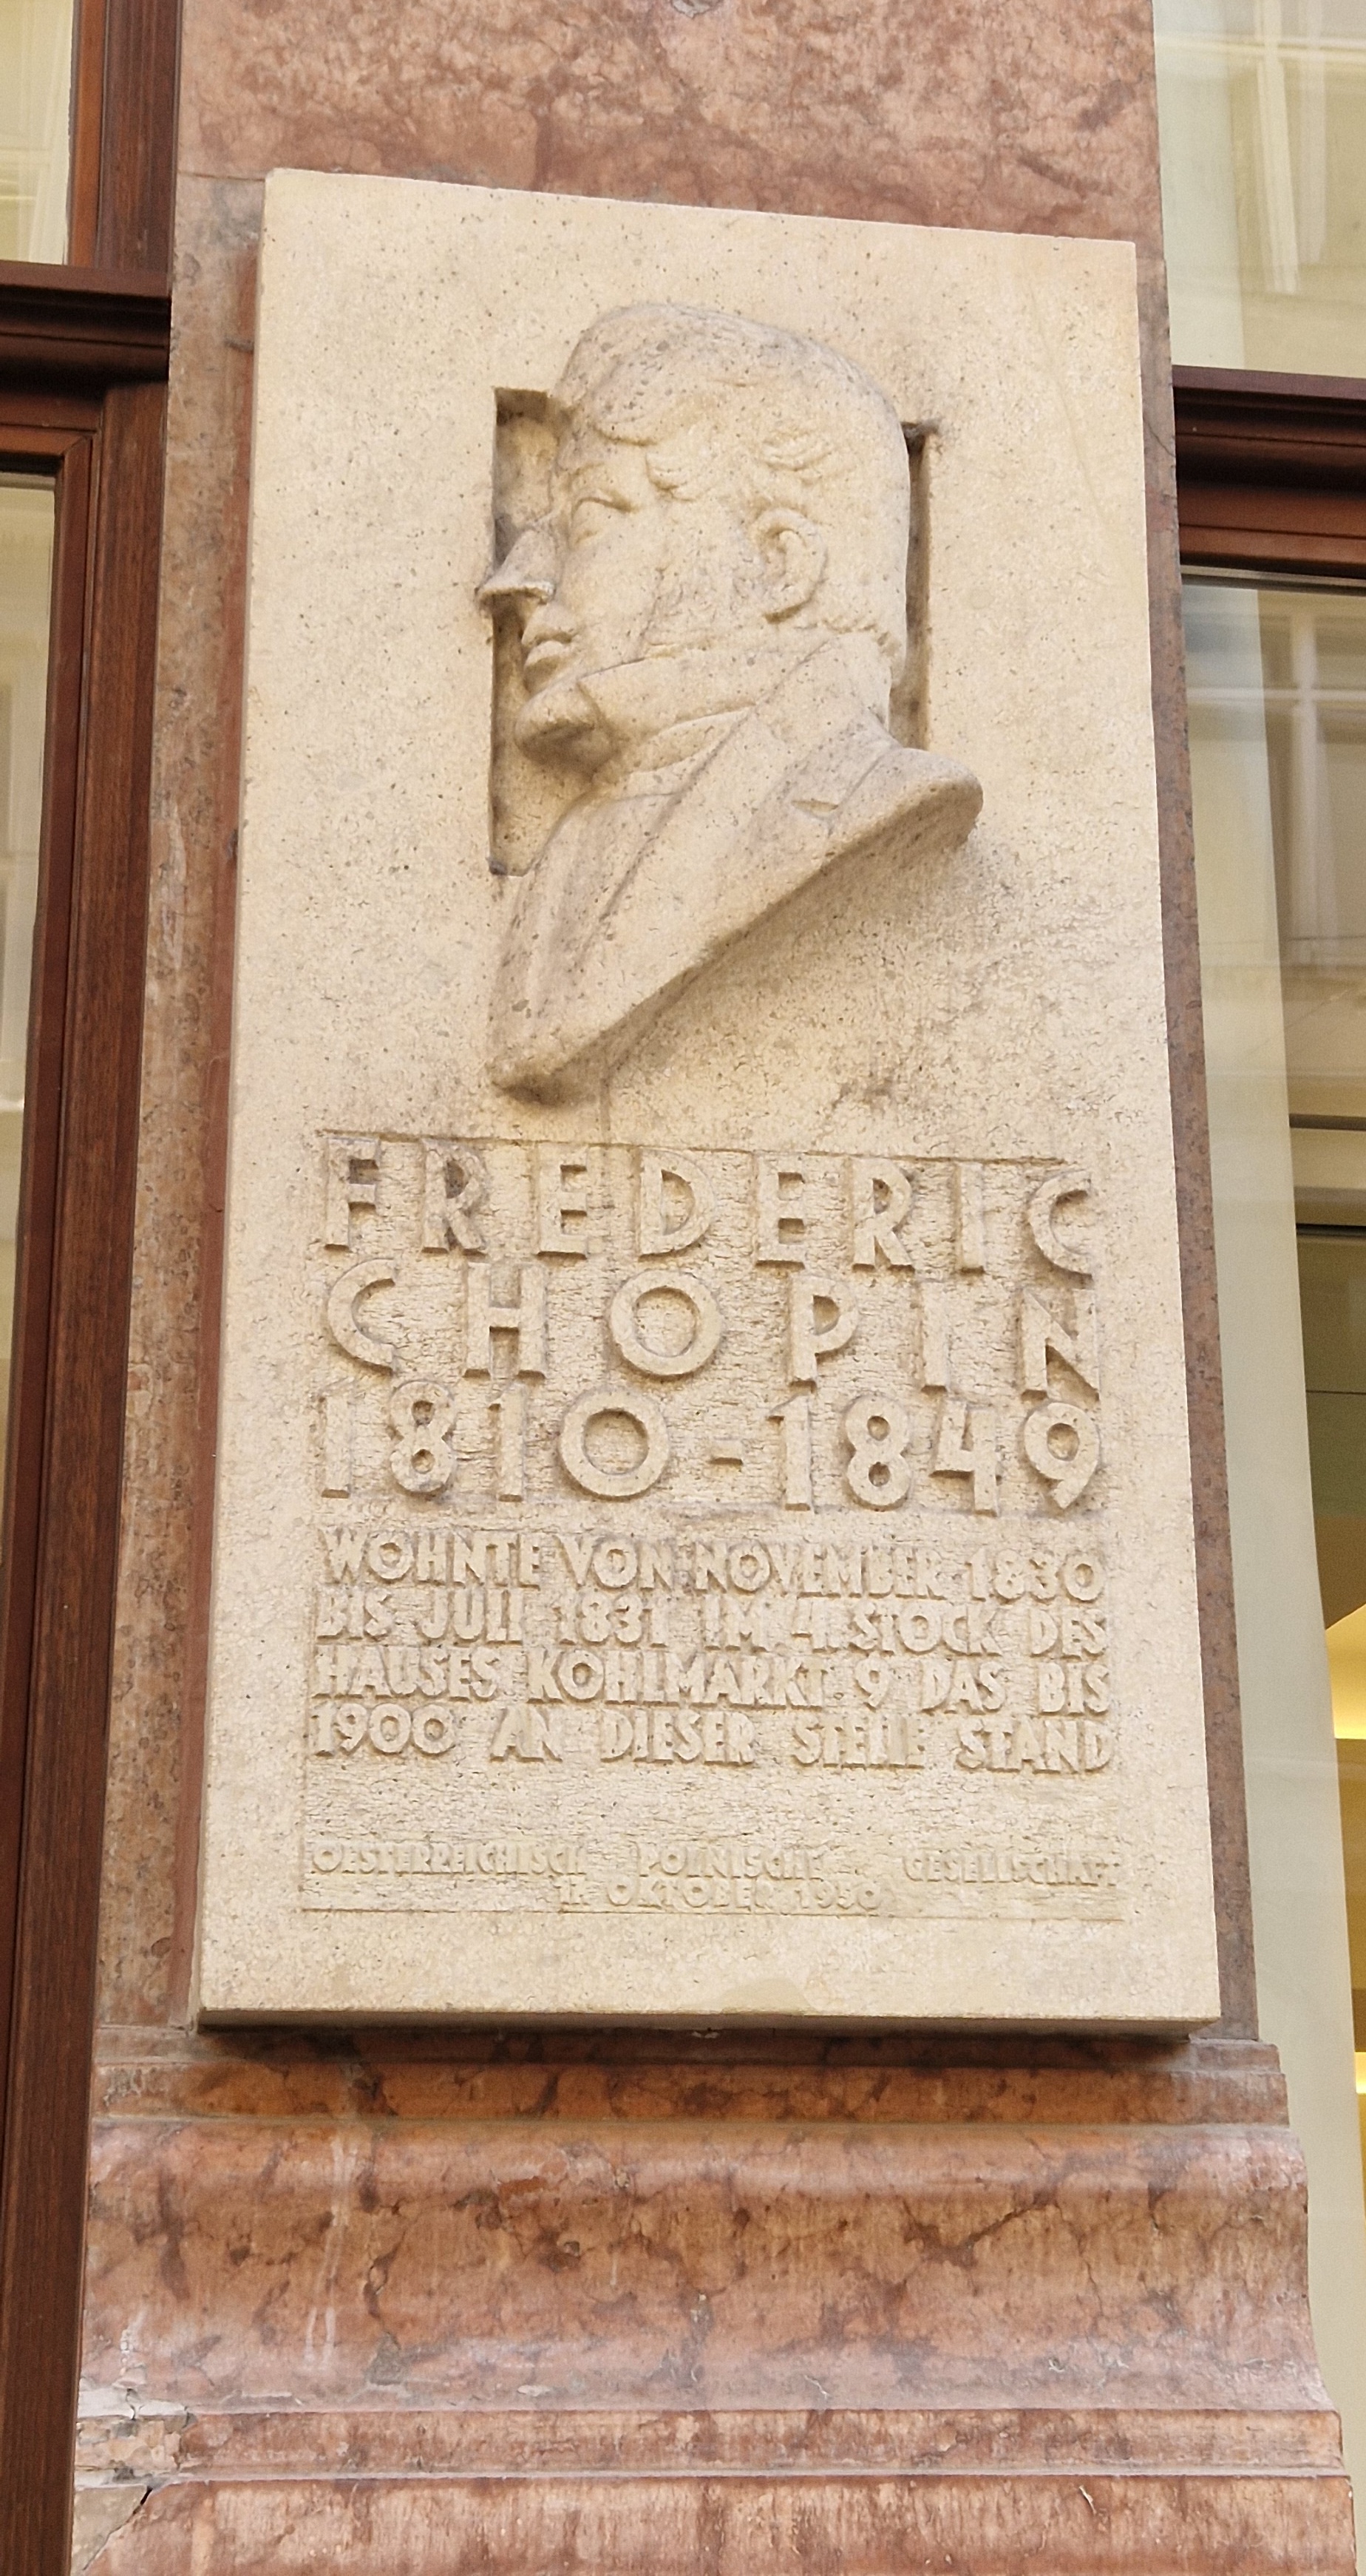 FREDERIC
CHOPIN
1810-1849
WOHNTE VON NOVEMBER 1830
BIS JULI 1831 IM 4. STOCK DES
HAUSES KOHLMARKT 9 DAS BIS
1900 AN DIESER STELLE STAND
OESTERREICHISCH POLNISCHE GESELLSCHAFT
OKTOBER